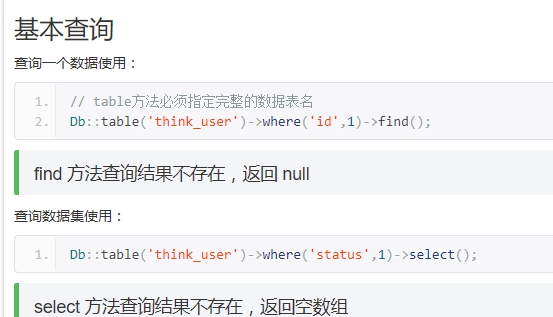 基本查询
查询一个数据使用：
1. // table方法必须指定完整的数据表名
2. Db::table('think_user')->where('id',1)->find();
find 方法查询结果不存在，返回 null
查询数据集使用：
1. Db::table('think_user')->where('status',1)->select();
select 方法查询结果不存在，返回空数组